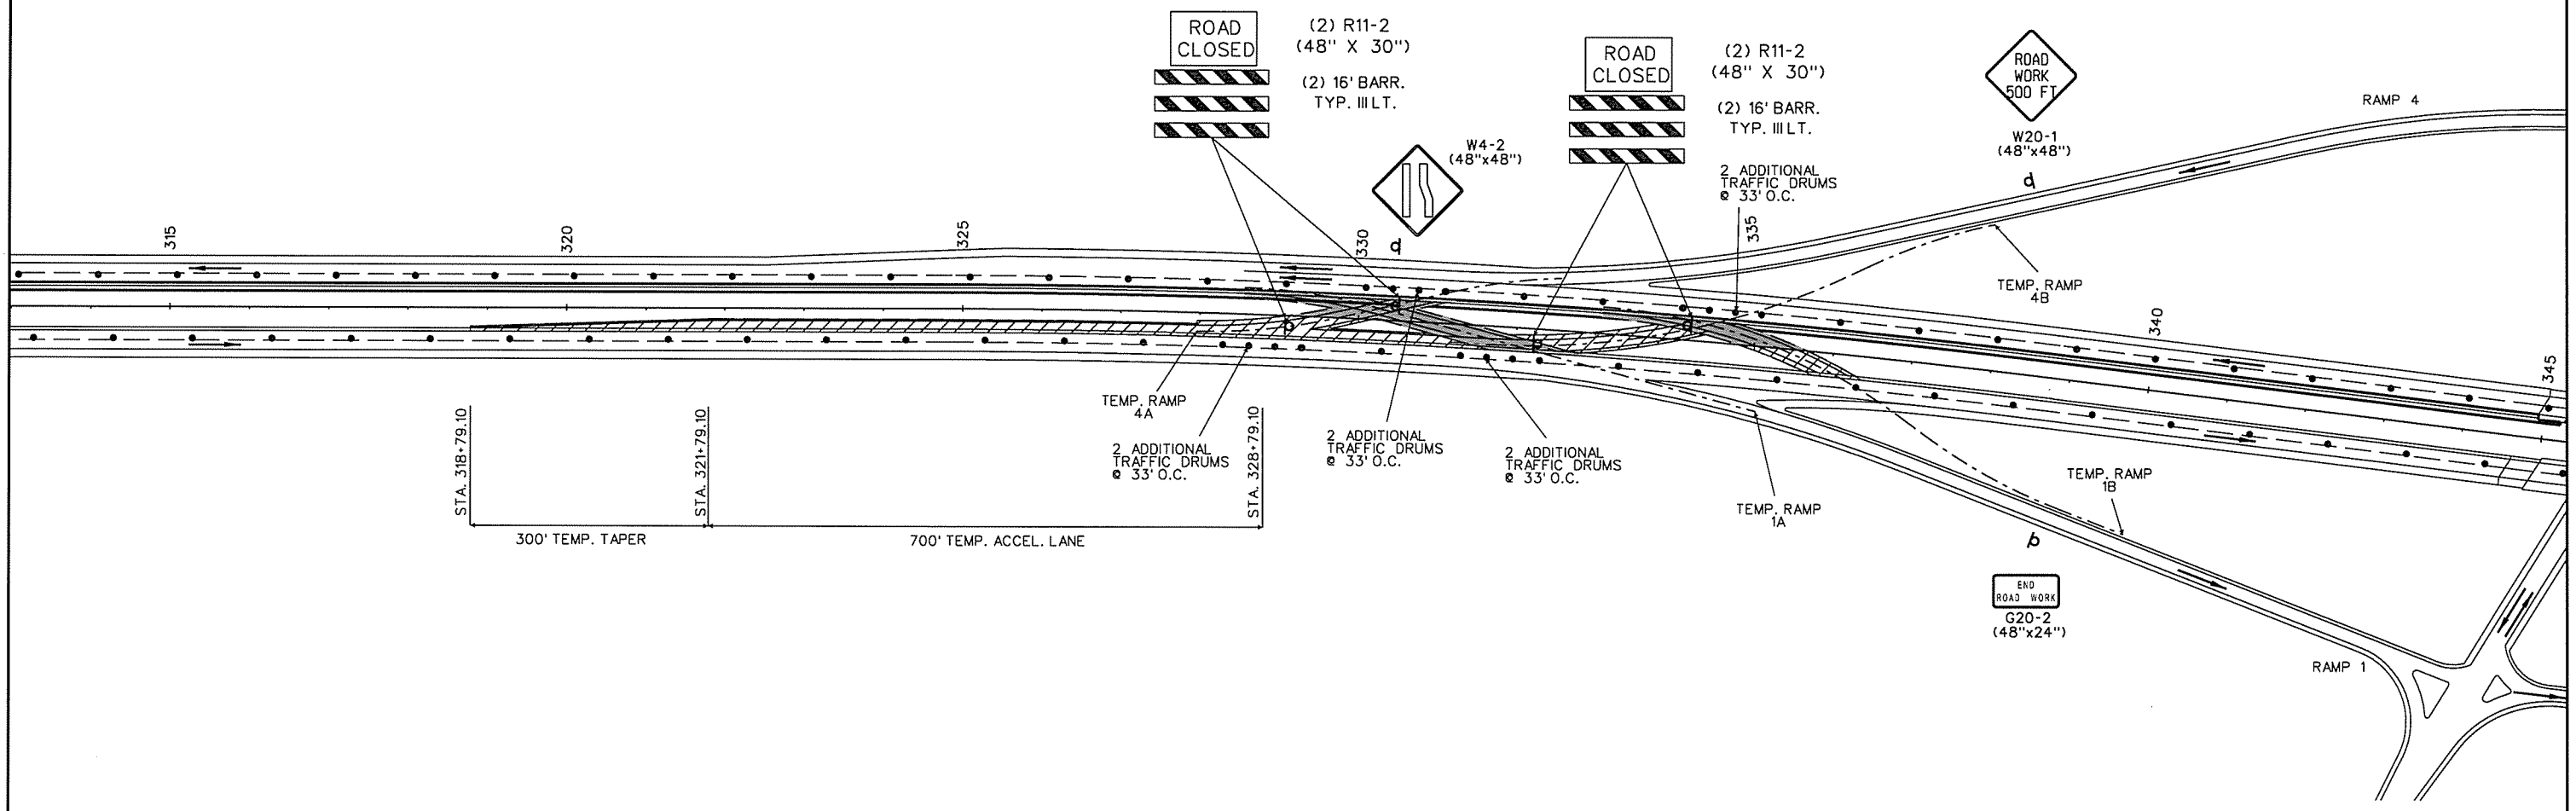 ROAD
CLOSED
(2) R11-2
(48" X 30")
(2) 16' BARR.
TYP. III LT.
ROAD
CLOSED
(2) R11-2
(48" X 30")
(2) 16' BARR.
TYP. III LT.
ROAD
WORK
500 FT
W20-1
(48"x48")
RAMP 4
W4-2
(48"x48")
2 ADDITIONAL
TRAFFIC DRUMS
@ 33' O.C.
315
320
325
330
335
340
345
TEMP. RAMP
4B
TEMP. RAMP
4A
2 ADDITIONAL
TRAFFIC DRUMS
@ 33' O.C.
2 ADDITIONAL
TRAFFIC DRUMS
@ 33' O.C.
2 ADDITIONAL
TRAFFIC DRUMS
@ 33' O.C.
STA. 318+79.10
STA. 321+79.10
STA. 328+79.10
300' TEMP. TAPER
700' TEMP. ACCEL. LANE
TEMP. RAMP
1A
TEMP. RAMP
1B
END
ROAD WORK
G20-2
(48"x24")
RAMP 1